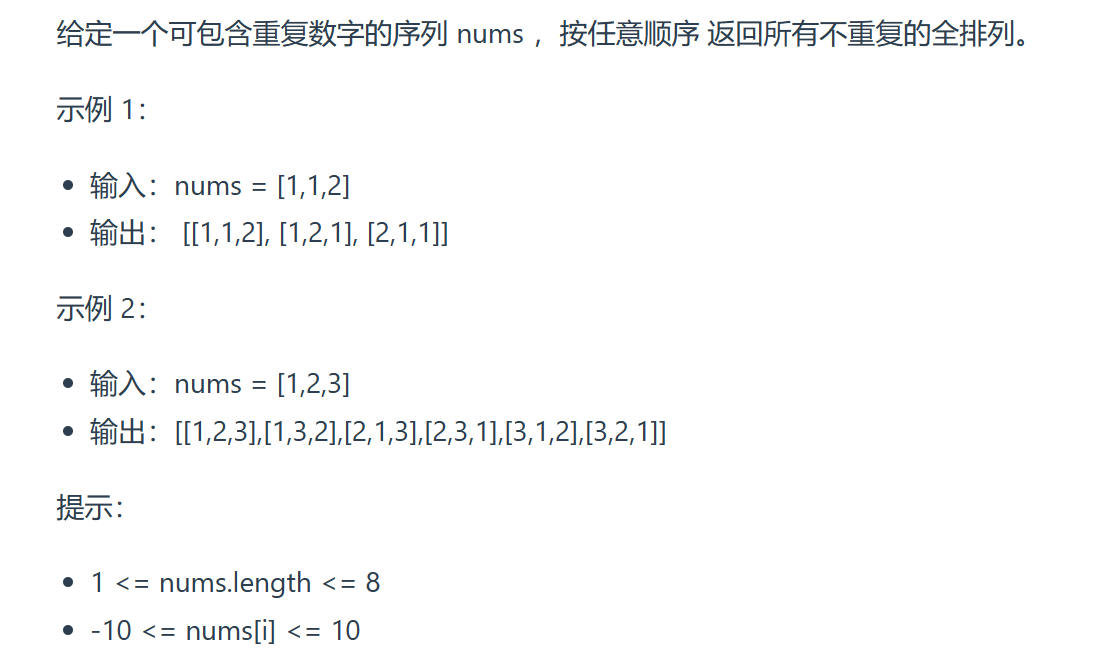 给定一个可包含重复数字的序列 nums ，按任意顺序 返回所有不重复的全排列。
示例 1：
• 输入：nums = [1,1,2]
• 输出： [[1,1,2], [1,2,1], [2,1,1]]
示例 2：
• 输入：nums = [1,2,3]
• 输出：[[1,2,3],[1,3,2],[2,1,3],[2,3,1],[3,1,2],[3,2,1]]
提示：
• 1 <= nums.length <= 8
• -10 <= nums[i] <= 10